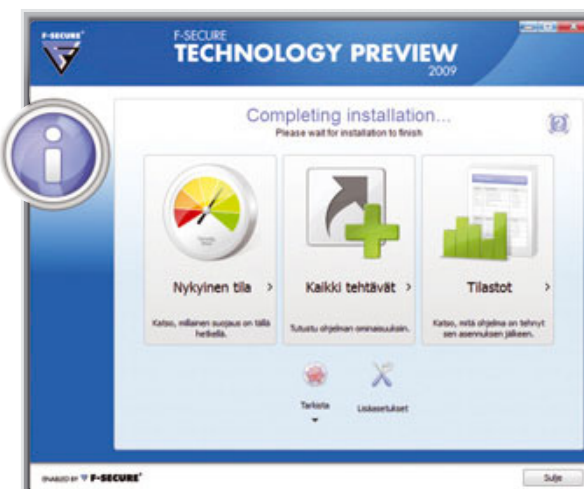 F-SECURE
F-SECURE
TECHNOLOGY PREVIEW
2009
Completing installation...
Please wait for installation to finish
Nykyinen tila
Katso, millainen suojaus on tällä
hetkellä.
Kaikki tehtävät
Tutustu ohjelman ominaisuuksiin.
Tilastot
Katso, mitä ohjelma on tehnyt
sen asennuksen jälkeen.
Tarkista
Lisäasetukset
ENABLED BY F-SECURE
Sulje